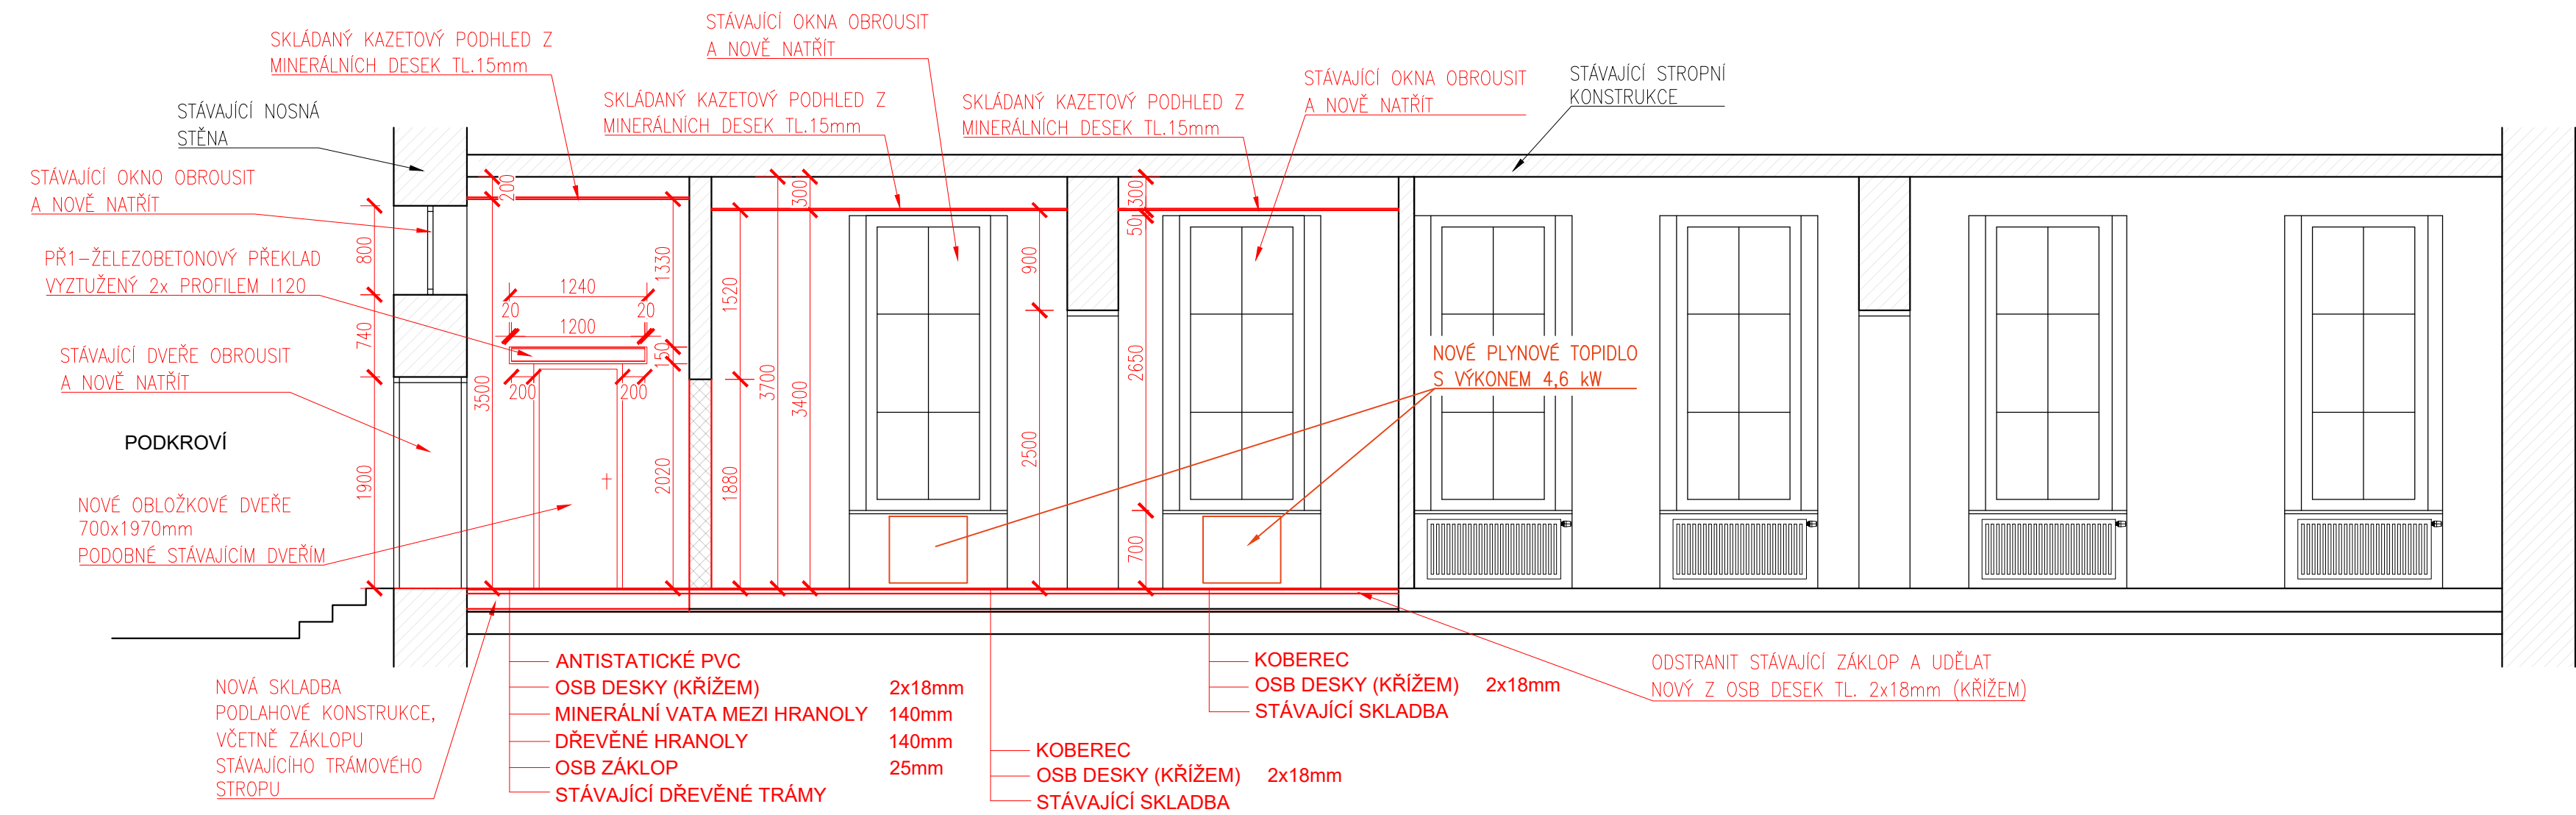 STÁVAJÍCÍ OKNA OBROUSIT
A NOVĚ NATŘÍT
SKLÁDANÝ KAZETOVÝ PODHLED Z
MINERÁLNÍCH DESEK TL.15mm
STÁVAJÍCÍ OKNA OBROUSIT
A NOVĚ NATŘÍT
STÁVAJÍCÍ STROPNÍ
KONSTRUKCE
SKLÁDANÝ KAZETOVÝ PODHLED Z
MINERÁLNÍCH DESEK TL.15mm
SKLÁDANÝ KAZETOVÝ PODHLED Z
MINERÁLNÍCH DESEK TL.15mm
STÁVAJÍCÍ NOSNÁ
STĚNA
STÁVAJÍCÍ OKNO OBROUSIT
A NOVĚ NATŘÍT
PŘ1-ŽELEZOBETONOVÝ PŘEKLAD
VYZTUŽENÝ 2x PROFILEM I120
STÁVAJÍCÍ DVEŘE OBROUSIT
A NOVĚ NATŘÍT
PODKROVÍ
NOVÉ OBLOŽKOVÉ DVEŘE
700x1970mm
PODOBNÉ STÁVAJÍCÍM DVEŘÍM
800
740
1900
200
3500
1240
20
20
1200
200
200
1330
150
2020
1520
1880
3700
300
3400
900
2500
300
50
2650
700
NOVÉ PLYNOVÉ TOPIDLO
S VÝKONEM 4,6 kW
NOVÁ SKLADBA
PODLAHOVÉ KONSTRUKCE,
VČETNĚ ZÁKLOPU
STÁVAJÍCÍHO TRÁMOVÉHO
STROPU
ANTISTATICKÉ PVC
OSB DESKY (KŘÍŽEM) 2x18mm
MINERÁLNÍ VATA MEZI HRANOLY 140mm
DŘEVĚNÉ HRANOLY 140mm
OSB ZÁKLOP 25mm
STÁVAJÍCÍ DŘEVĚNÉ TRÁMY
KOBEREC
OSB DESKY (KŘÍŽEM) 2x18mm
STÁVAJÍCÍ SKLADBA
KOBEREC
OSB DESKY (KŘÍŽEM) 2x18mm
STÁVAJÍCÍ SKLADBA
ODSTRANIT STÁVAJÍCÍ ZÁKLOP A UDĚLAT
NOVÝ Z OSB DESEK TL. 2x18mm (KŘÍŽEM)